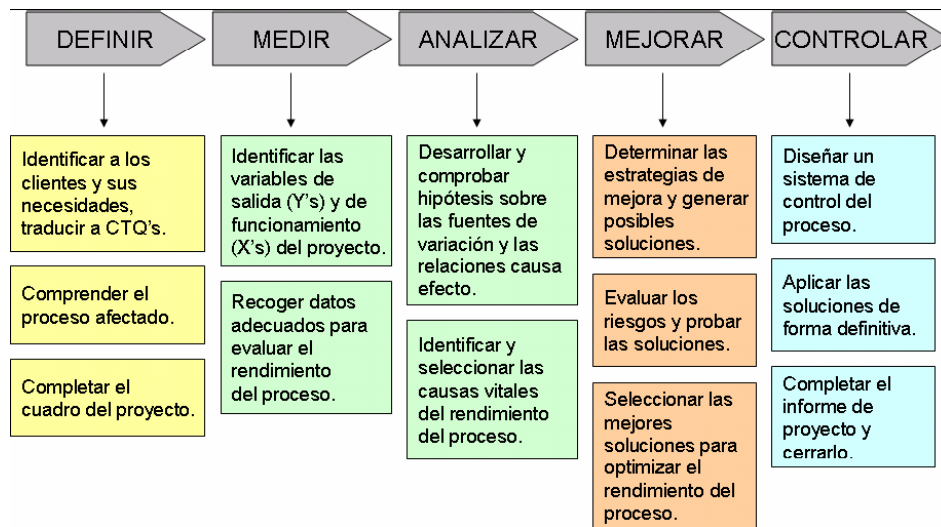 DEFINIR
MEDIR
ANALIZAR
MEJORAR
CONTROLAR
Identificar a los
clientes y sus
necesidades,
traducir a CTQ's.
Comprender el
proceso afectado.
Completar el
cuadro del proyecto.
Identificar las
variables de
salida (Y's) y de
funcionamiento
(X's) del proyecto.
Recoger datos
adecuados para
evaluar el
rendimiento
del proceso.
Desarrollar y
comprobar
hipótesis sobre
las fuentes de
variación y las
relaciones causa
efecto.
Identificar y
seleccionar las
causas vitales
del rendimiento
del proceso.
Determinar las
estrategias de
mejora y generar
posibles
soluciones.
Evaluar los
riesgos y probar
las soluciones.
Seleccionar las
mejores
soluciones para
optimizar el
rendimiento del
proceso.
Diseñar un
sistema de
control del
proceso.
Aplicar las
soluciones de
forma definitiva.
Completar el
informe de
proyecto y
cerrarlo.